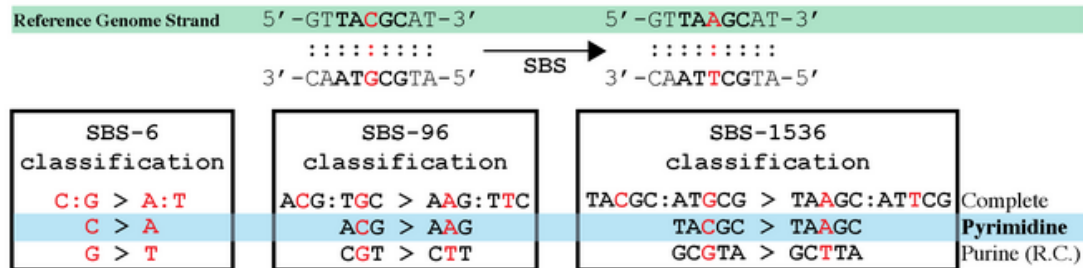 Reference Genome Strand 5'-GTTACGCAT-3' 5'-GTTAAGCAT-3'
::::::::: :::::::::
SBS
3'-CAATGCGTA-5' 3'-CAATTCGTA-5'
SBS-6 SBS-96 SBS-1536
classification classification classification
C:G > A:T ACG:TGC > AAG:TTC TACGC:ATGCG > TAAGC:ATTCG Complete
C > A ACG > AAG TACGC > TAAGC Pyrimidine
G > T CGT > CTT GCGTA > GCTTA Purine (R.C.)